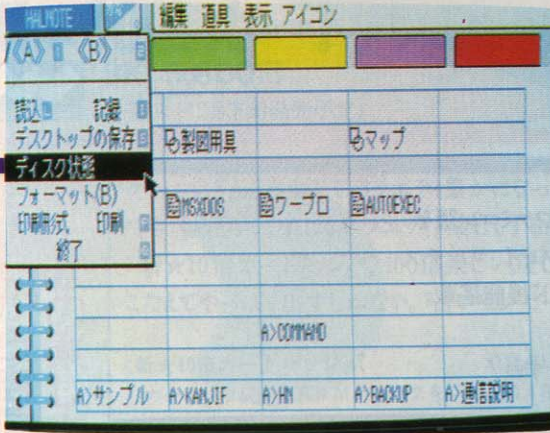 HALNOTE 編集 道具 表示 アイコン
《A》 《B》
読込 記録
デスクトップの保存
ディスク状態
フォーマット(B)
印刷形式 印刷
終了
製図用具 マップ
MSXDOS ワープロ AUTOEXEC
A>COMMAND
A>サンプル A>KANJIF A>HN A>BACKUP A>通信説明